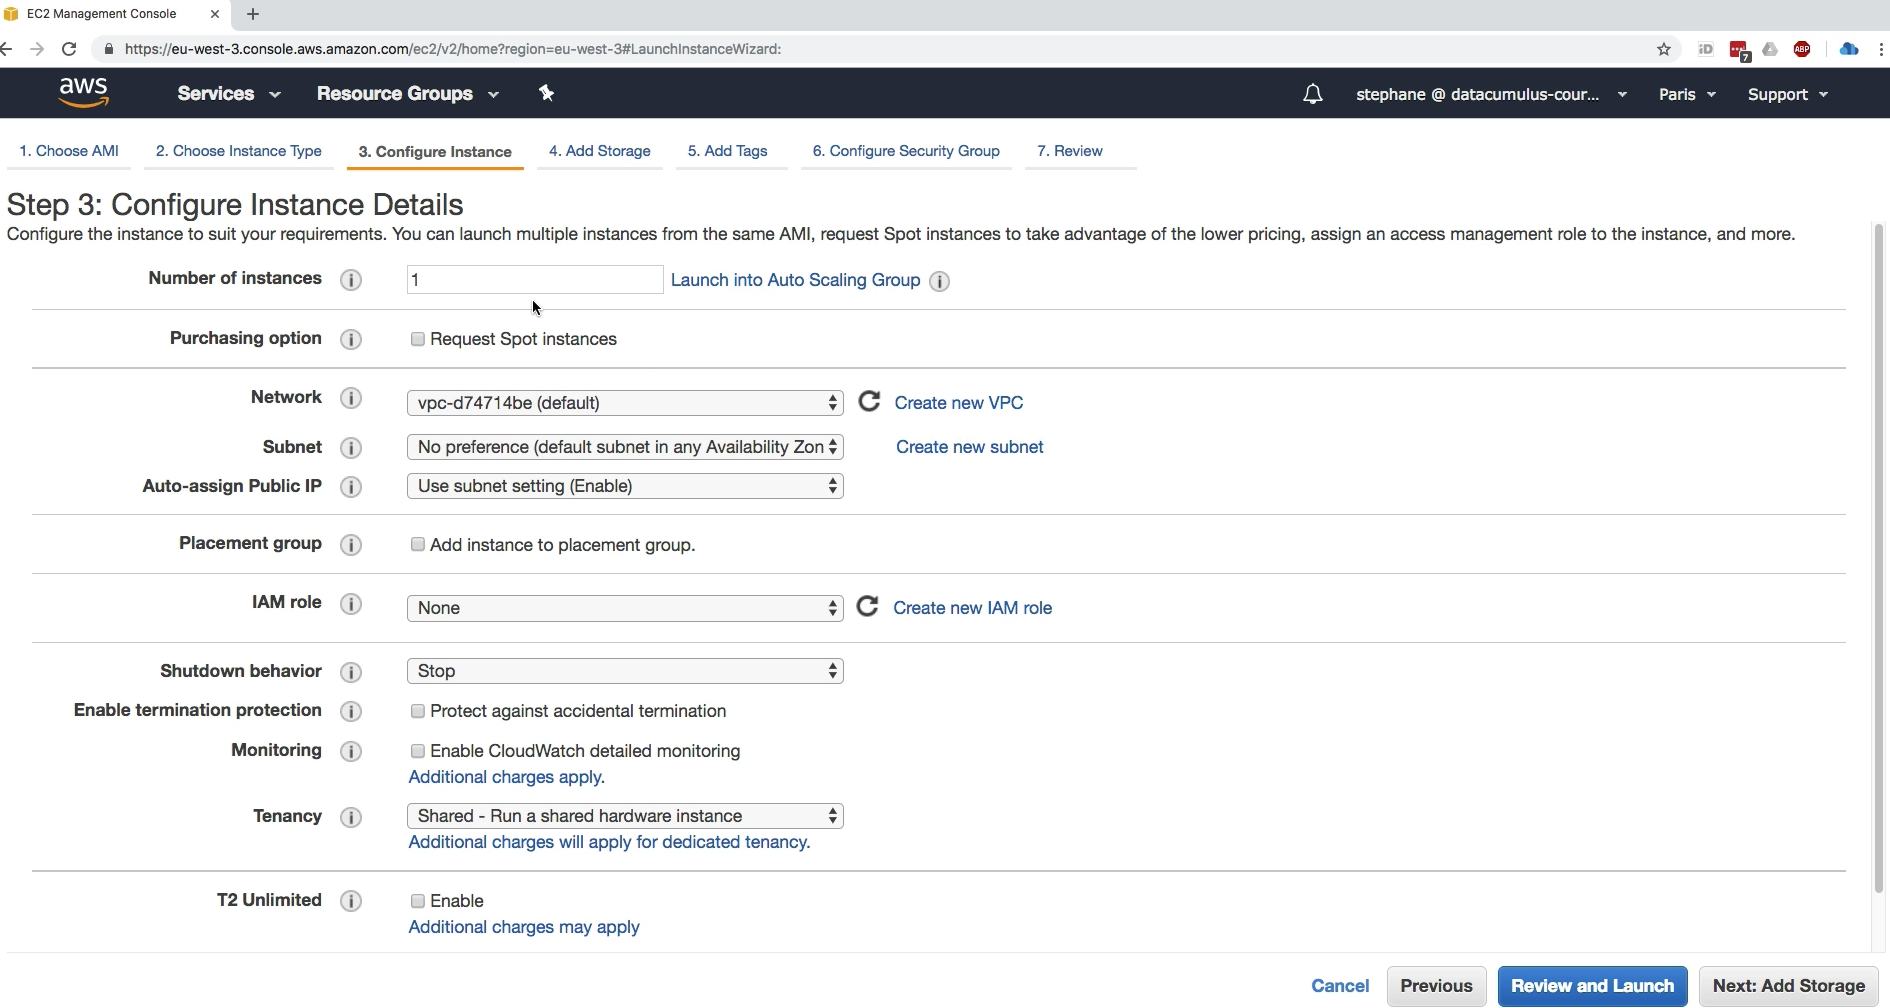 EC2 Management Console
https://eu-west-3.console.aws.amazon.com/ec2/v2/home?region=eu-west-3#LaunchInstanceWizard:
iD
7
ABP
aws
Services
Resource Groups
stephane @ datacumulus-cour...
Paris
Support
1. Choose AMI
2. Choose Instance Type
3. Configure Instance
4. Add Storage
5. Add Tags
6. Configure Security Group
7. Review
Step 3: Configure Instance Details
Configure the instance to suit your requirements. You can launch multiple instances from the same AMI, request Spot instances to take advantage of the lower pricing, assign an access management role to the instance, and more.
Number of instances i 1 Launch into Auto Scaling Group i
Purchasing option i Request Spot instances
Network i vpc-d74714be (default) Create new VPC
Subnet i No preference (default subnet in any Availability Zon Create new subnet
Auto-assign Public IP i Use subnet setting (Enable)
Placement group i Add instance to placement group.
IAM role i None Create new IAM role
Shutdown behavior i Stop
Enable termination protection i Protect against accidental termination
Monitoring i Enable CloudWatch detailed monitoring
Additional charges apply.
Tenancy i Shared - Run a shared hardware instance
Additional charges will apply for dedicated tenancy.
T2 Unlimited i Enable
Additional charges may apply
Cancel
Previous
Review and Launch
Next: Add Storage